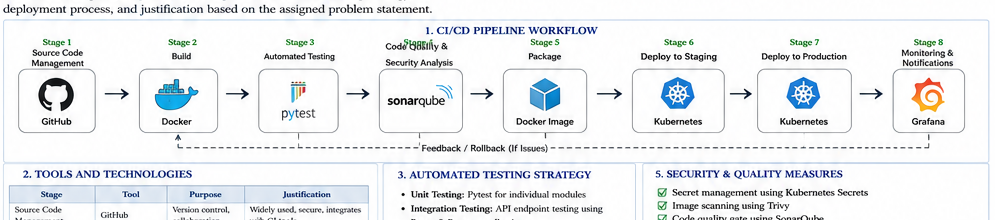 deployment process, and justification based on the assigned problem statement.
1. CI/CD PIPELINE WORKFLOW
Stage 1
Source Code
Management
GitHub
Stage 2
Build
Docker
Stage 3
Automated Testing
pytest
Code Quality &
Security Analysis
sonarqube
Stage 5
Package
Docker Image
Stage 6
Deploy to Staging
Kubernetes
Stage 7
Deploy to Production
Kubernetes
Stage 8
Monitoring &
Notifications
Grafana
Feedback / Rollback (If Issues)
2. TOOLS AND TECHNOLOGIES
Stage Tool Purpose Justification
Source Code GitHub Version control, Widely used, secure, integrates
3. AUTOMATED TESTING STRATEGY
• Unit Testing: Pytest for individual modules
• Integration Testing: API endpoint testing using
5. SECURITY & QUALITY MEASURES
Secret management using Kubernetes Secrets
Image scanning using Trivy
Code quality gate using SonarQube